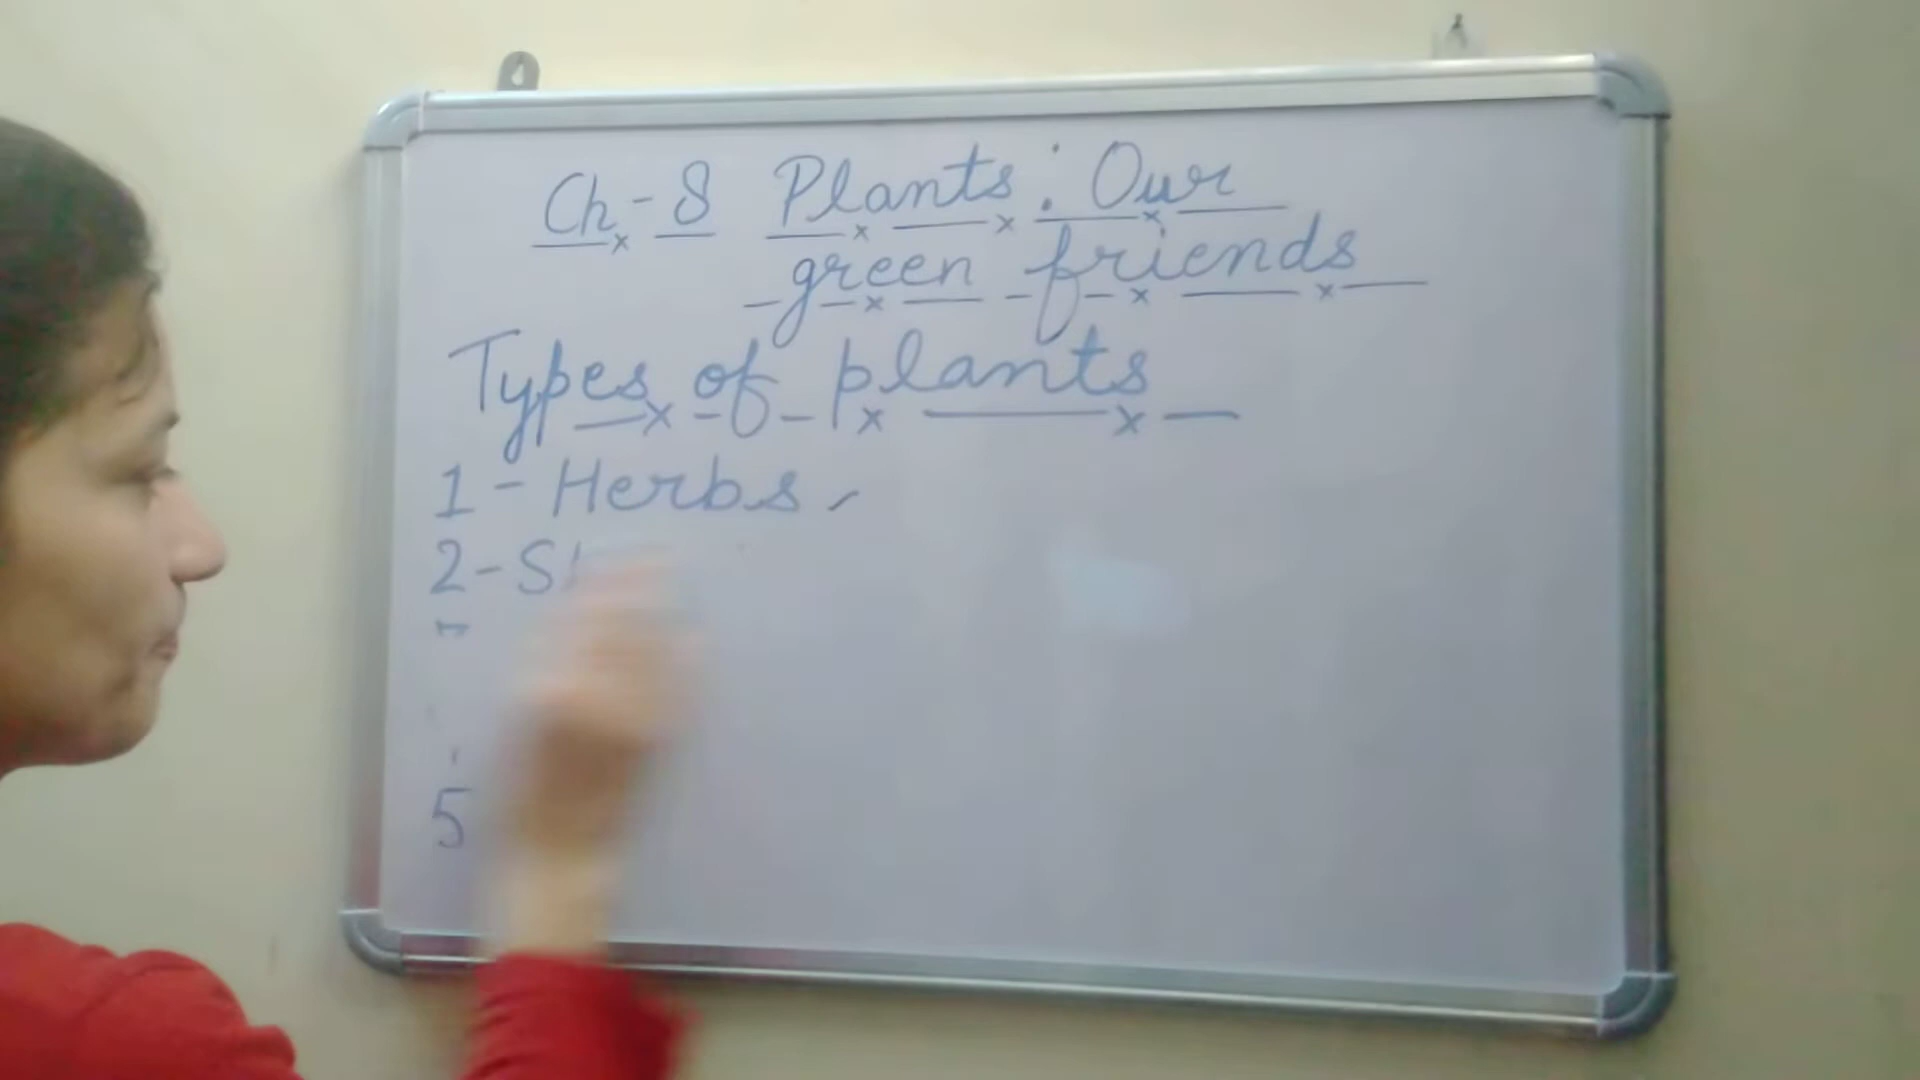 Ch - 8 Plants : Our
green friends
Types of plants
1 - Herbs
2 -
5